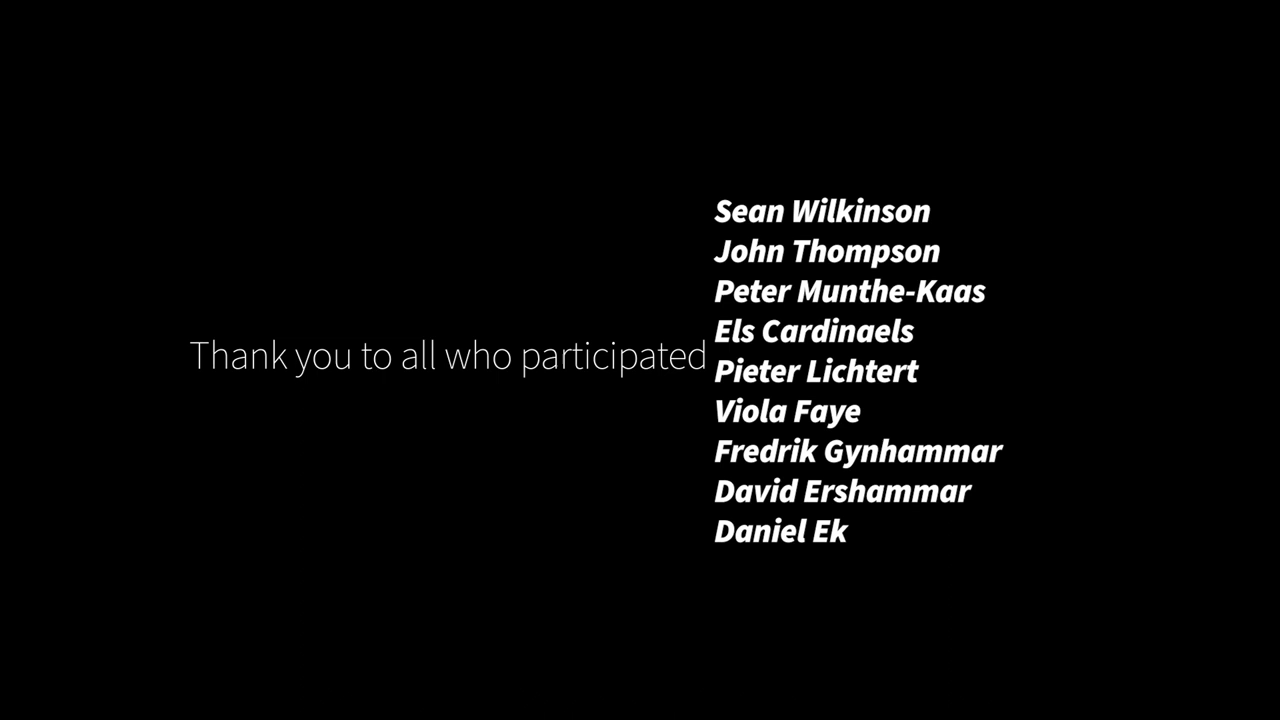 Thank you to all who participated
Sean Wilkinson
John Thompson
Peter Munthe-Kaas
Els Cardinaels
Pieter Lichtert
Viola Faye
Fredrik Gynhammar
David Ershammar
Daniel Ek